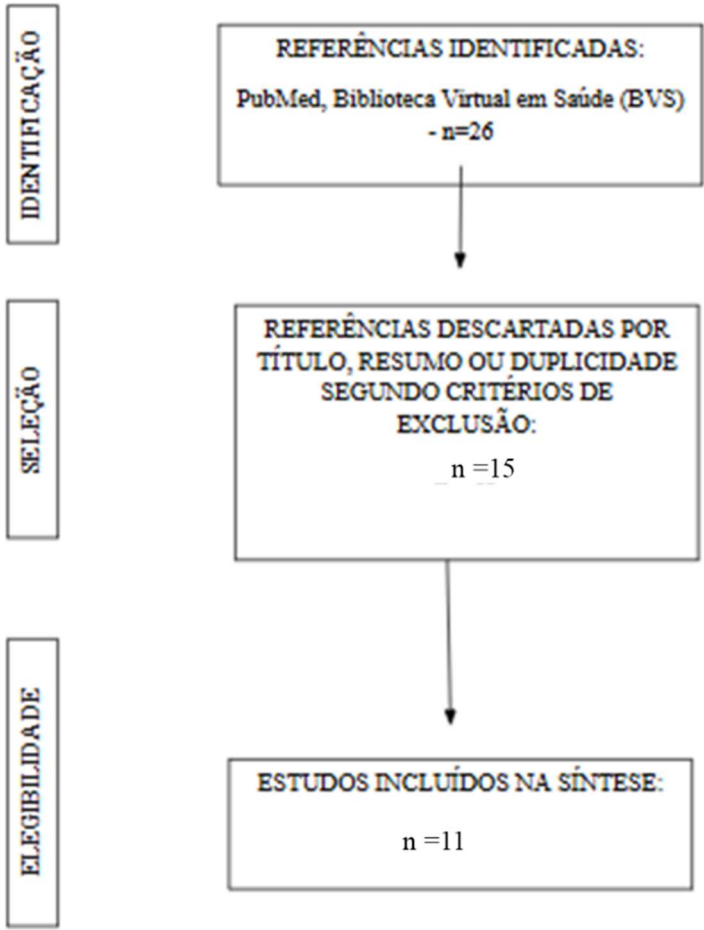 IDENTIFICAÇÃO
REFERÊNCIAS IDENTIFICADAS:
PubMed, Biblioteca Virtual em Saúde (BVS)
- n=26
SELEÇÃO
REFERÊNCIAS DESCARTADAS POR
TÍTULO, RESUMO OU DUPLICIDADE
SEGUNDO CRITÉRIOS DE
EXCLUSÃO:
n =15
ELEGIBILIDADE
ESTUDOS INCLUÍDOS NA SÍNTESE:
n =11